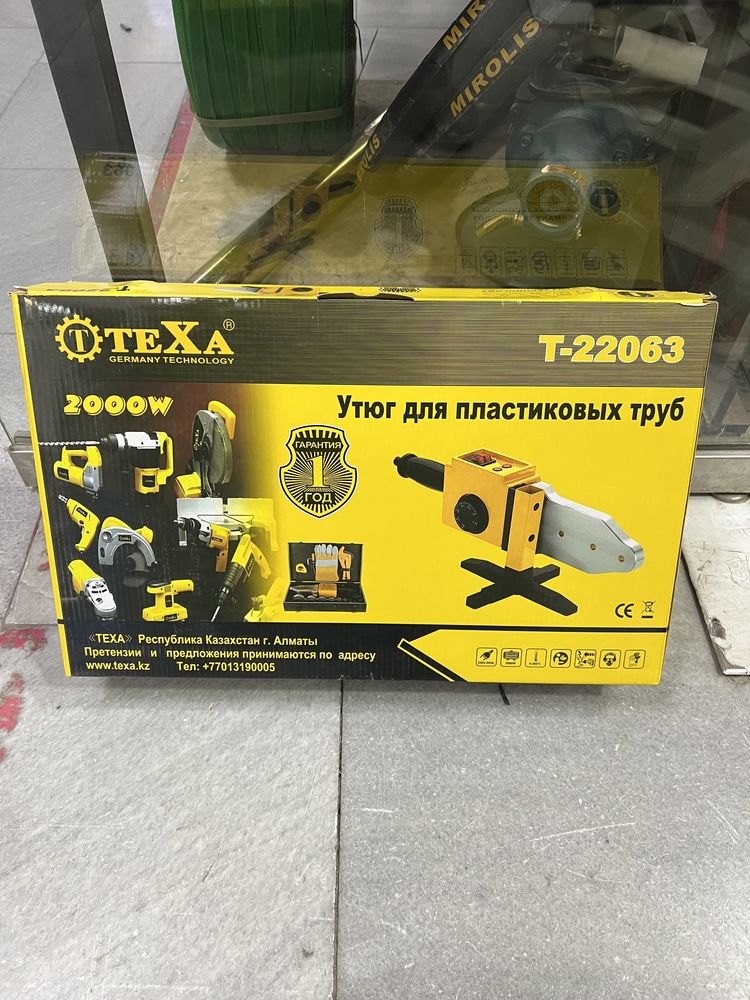 MIROLIS
MIROLIS
TEXA®
GERMANY TECHNOLOGY
T-22063
2000W
Утюг для пластиковых труб
ГАРАНТИЯ
1
ГОД
CE
«TEXA» Республика Казахстан г. Алматы
Претензии и предложения принимаются по адресу
www.texa.kz Тел: +77013190005